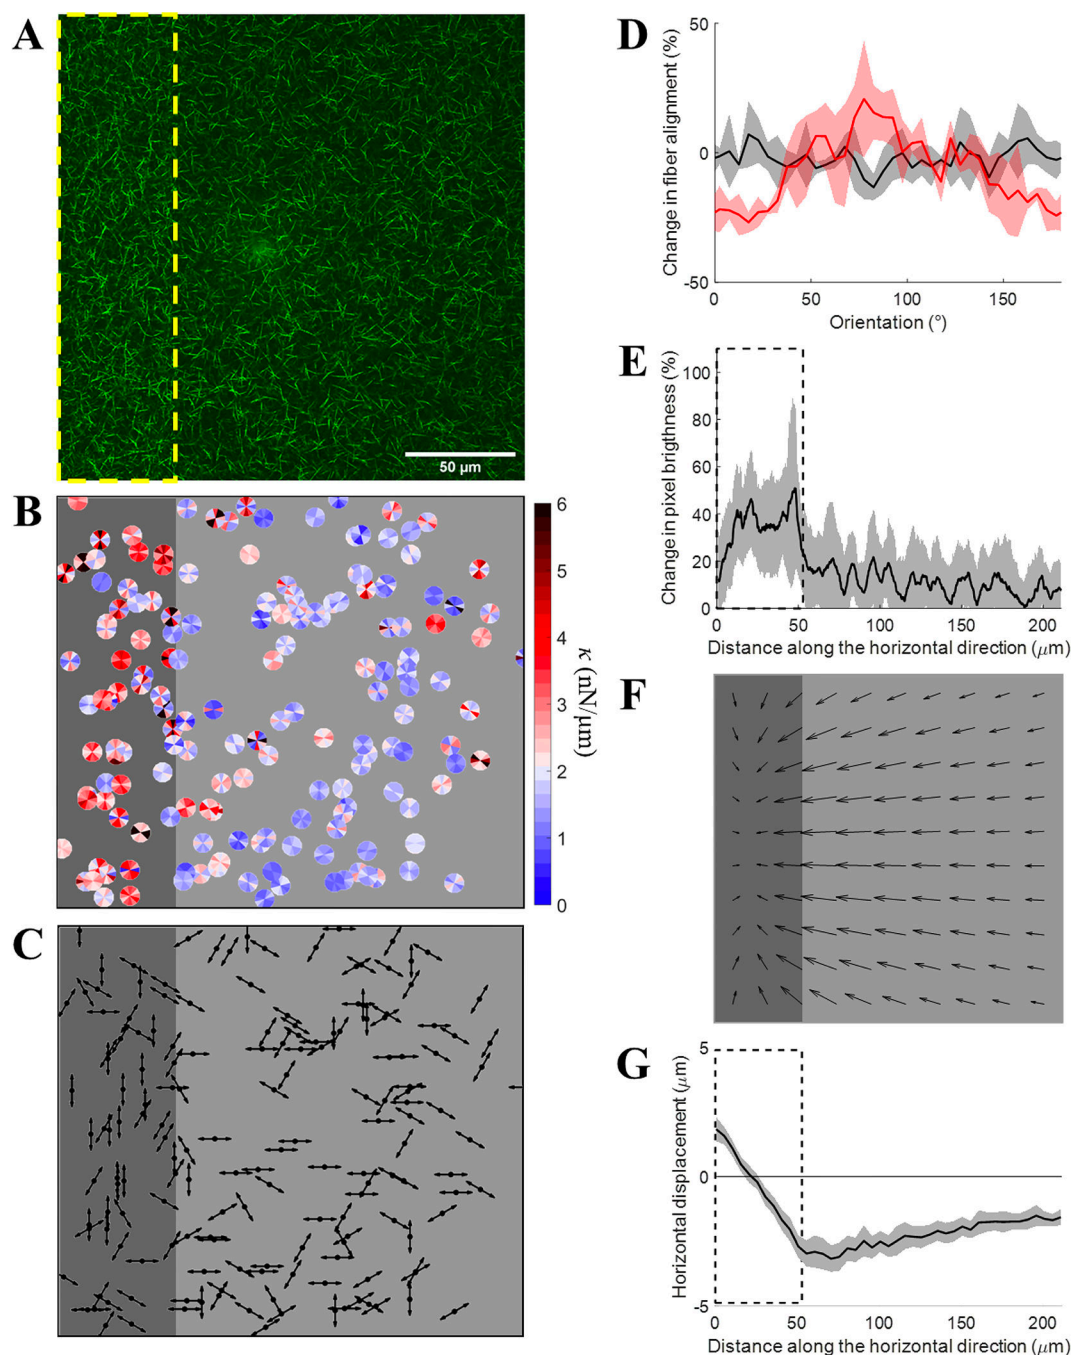 A
50 µm
B
6
5
4
3
2
1
0
κ (nN/µm)
C
D
Change in fiber alignment (%)
50
0
-50
0
50
100
150
Orientation (°)
E
Change in pixel brigthness (%)
100
80
60
40
20
0
0
50
100
150
200
Distance along the horizontal direction (µm)
F
G
Horizontal displacement (µm)
5
0
-5
0
50
100
150
200
Distance along the horizontal direction (µm)